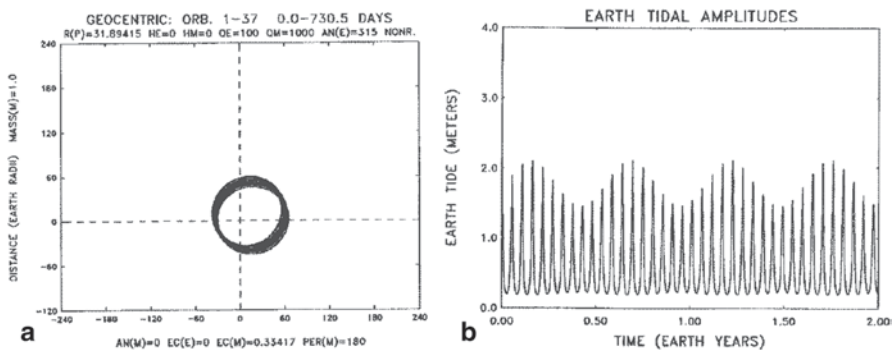 GEOCENTRIC: ORB. 1-37 0.0-730.5 DAYS
R(P)=31.89415 HE=0 HM=0 QE=100 QM=1000 AN(E)=315 NONR.
DISTANCE (EARTH RADII) MASS(M)=1.0
240
160
120
60
0
-60
-120
-240 -180 -120 -60 0 60 120 180 240
AN(M)=0 EC(E)=0 EC(M)=0.33417 PER(M)=180
a
EARTH TIDAL AMPLITUDES
EARTH TIDE (METERS)
4.0
3.0
2.0
1.0
0.0
0.00 0.50 1.00 1.50 2.00
TIME (EARTH YEARS)
b